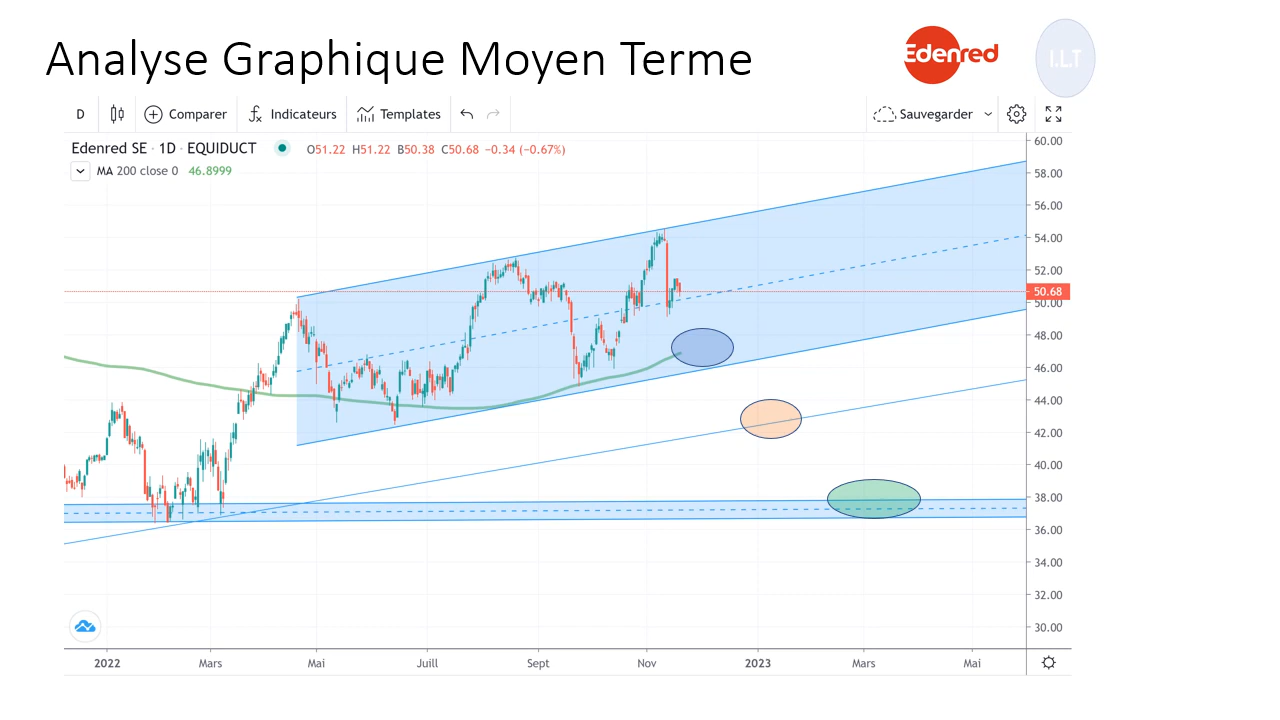 Analyse Graphique Moyen Terme
Edenred
I.L.T
D
Comparer
Indicateurs
Templates
Sauvegarder
Edenred SE · 1D · EQUIDUCT
O51.22 H51.22 B50.38 C50.68 −0.34 (−0.67%)
MA 200 close 0 46.8999
60.00
58.00
56.00
54.00
52.00
50.68
50.00
48.00
46.00
44.00
42.00
40.00
38.00
36.00
34.00
32.00
30.00
2022 Mars Mai Juill Sept Nov 2023 Mars Mai